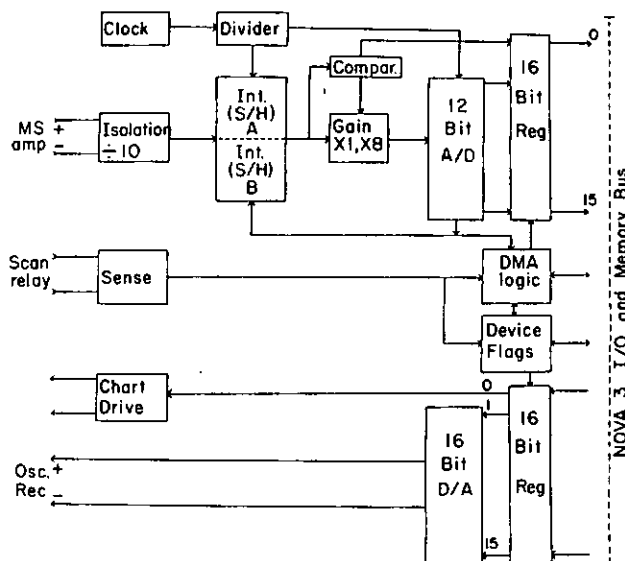 Clock
Divider
0
Compar.
16
Bit
Reg
Int.
(S/H)
A
Int.
(S/H)
B
MS +
amp -
Isolation
÷ 10
Gain
X1, X8
12
Bit
A/D
15
Scan
relay
Sense
DMA
logic
Device
Flags
Chart
Drive
0
1
16
Bit
D/A
16
Bit
Reg
Osc. +
Rec -
15
NOVA 3 I/O and Memory Bus